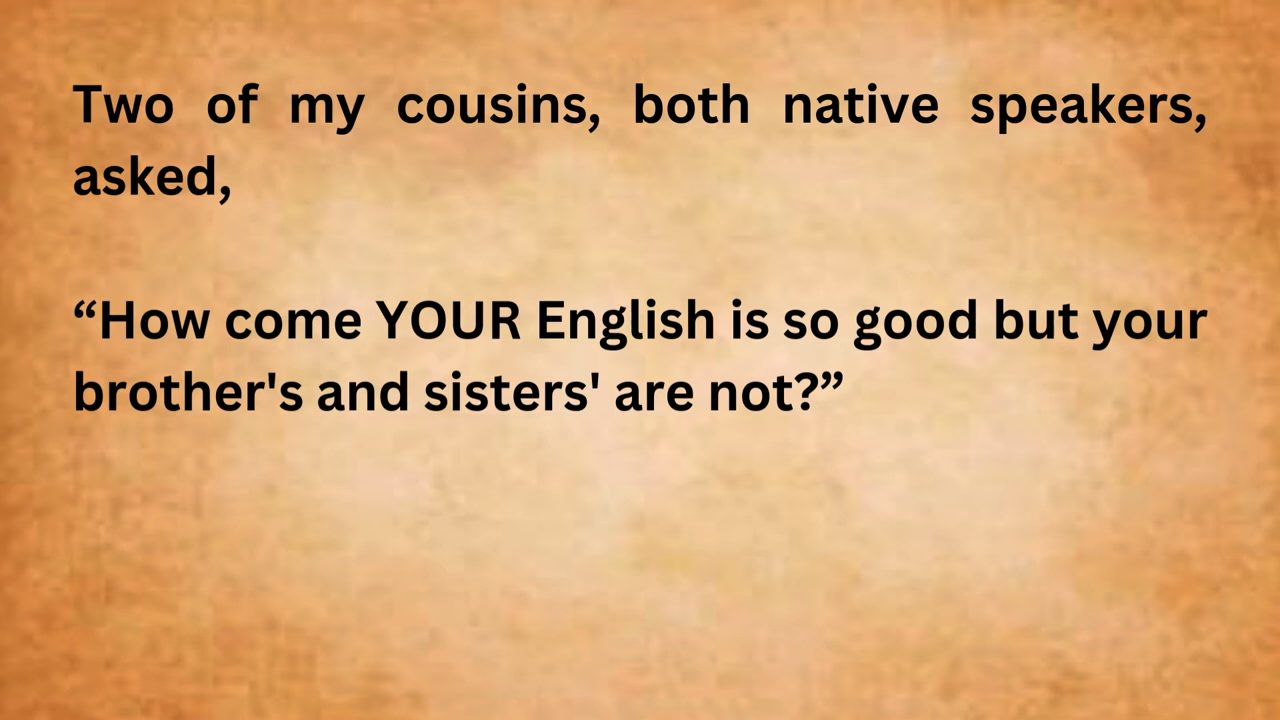 Two of my cousins, both native speakers,
asked,
“How come YOUR English is so good but your
brother's and sisters' are not?”